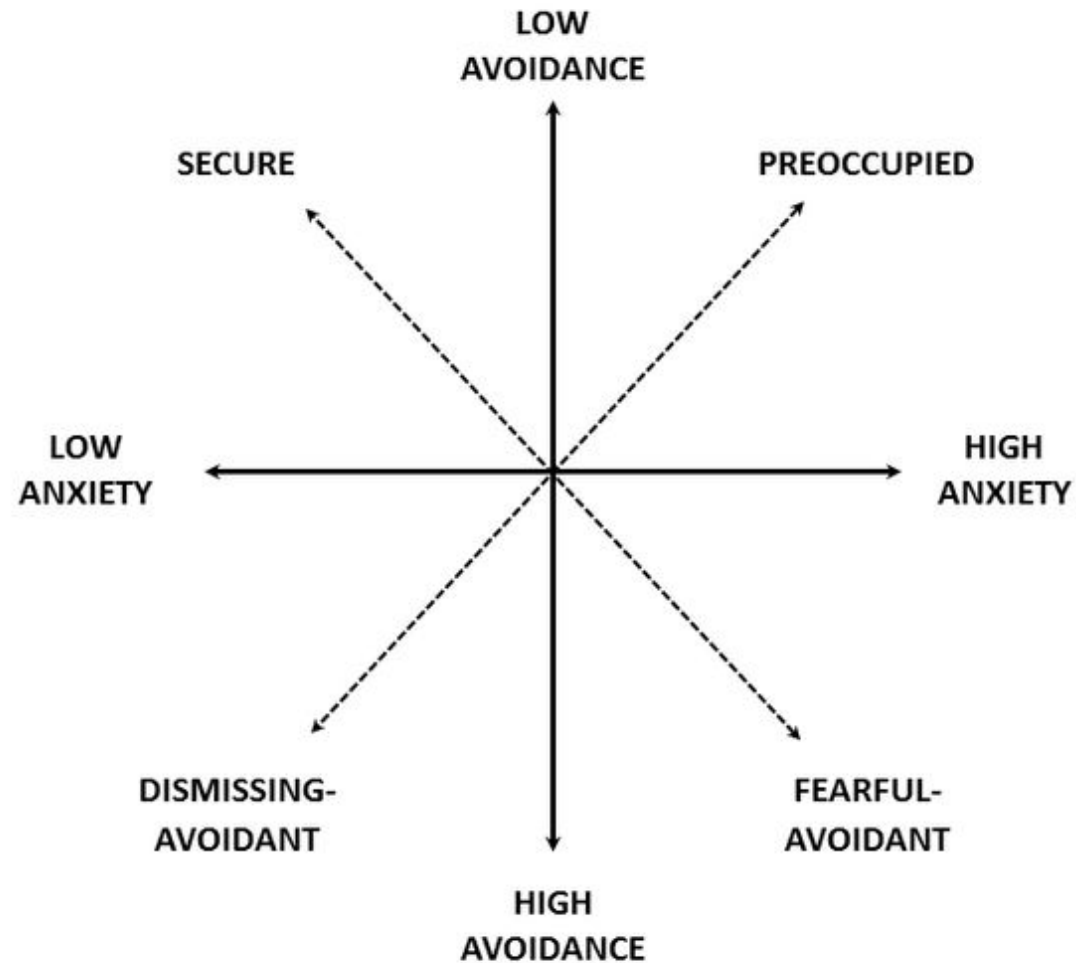 LOW
AVOIDANCE
SECURE
PREOCCUPIED
LOW
ANXIETY
HIGH
ANXIETY
DISMISSING-
AVOIDANT
FEARFUL-
AVOIDANT
HIGH
AVOIDANCE